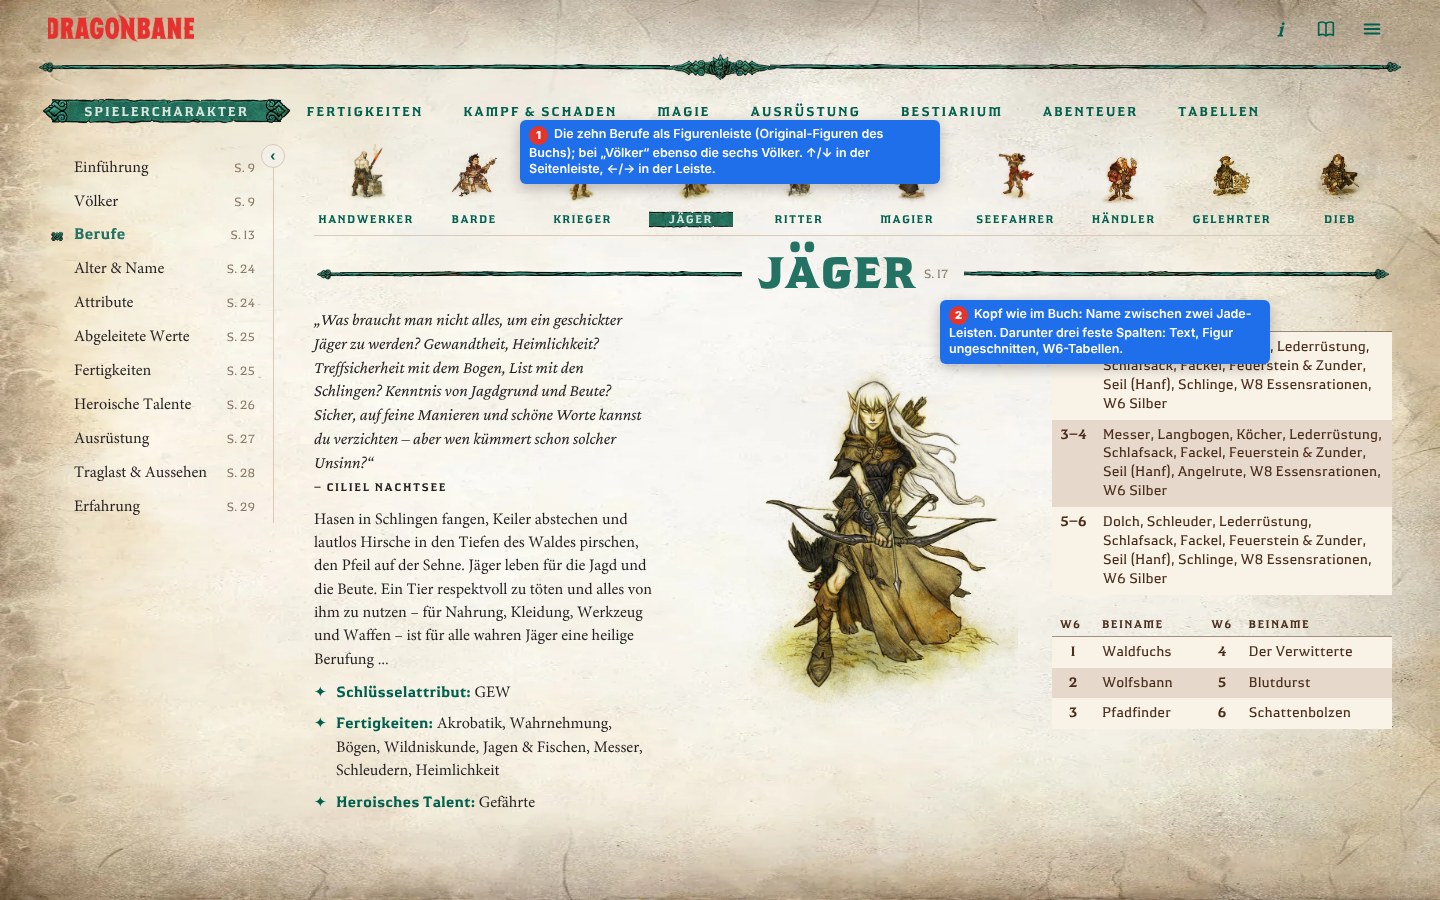 DRAGONBANE
i
SPIELERCHARAKTER
FERTIGKEITEN
KAMPF & SCHADEN
MAGIE
AUSRÜSTUNG
BESTIARIUM
ABENTEUER
TABELLEN
1 Die zehn Berufe als Figurenleiste (Original-Figuren des
Buchs); bei „Völker“ ebenso die sechs Völker. ↑/↓ in der
Seitenleiste, ←/→ in der Leiste.
Einführung S. 9
Völker S. 9
Berufe S. 13
Alter & Name S. 24
Attribute S. 24
Abgeleitete Werte S. 25
Fertigkeiten S. 25
Heroische Talente S. 26
Ausrüstung S. 27
Traglast & Aussehen S. 28
Erfahrung S. 29
‹
HANDWERKER
BARDE
KRIEGER
JÄGER
RITTER
MAGIER
SEEFAHRER
HÄNDLER
GELEHRTER
DIEB
JÄGER S. 17
„Was braucht man nicht alles, um ein geschickter
Jäger zu werden? Gewandtheit, Heimlichkeit?
Treffsicherheit mit dem Bogen, List mit den
Schlingen? Kenntnis von Jagdgrund und Beute?
Sicher, auf feine Manieren und schöne Worte kannst
du verzichten – aber wen kümmert schon solcher
Unsinn?“
– CILIEL NACHTSEE
Hasen in Schlingen fangen, Keiler abstechen und
lautlos Hirsche in den Tiefen des Waldes pirschen,
den Pfeil auf der Sehne. Jäger leben für die Jagd und
die Beute. Ein Tier respektvoll zu töten und alles von
ihm zu nutzen – für Nahrung, Kleidung, Werkzeug
und Waffen – ist für alle wahren Jäger eine heilige
Berufung ...
✦ Schlüsselattribut: GEW
✦ Fertigkeiten: Akrobatik, Wahrnehmung,
Bögen, Wildniskunde, Jagen & Fischen, Messer,
Schleudern, Heimlichkeit
✦ Heroisches Talent: Gefährte
2 Kopf wie im Buch: Name zwischen zwei Jade-
Leisten. Darunter drei feste Spalten: Text, Figur
ungeschnitten, W6-Tabellen.
, Lederrüstung,
Schlafsack, Fackel, Feuerstein & Zunder,
Seil (Hanf), Schlinge, W8 Essensrationen,
W6 Silber
3–4 Messer, Langbogen, Köcher, Lederrüstung,
Schlafsack, Fackel, Feuerstein & Zunder,
Seil (Hanf), Angelrute, W8 Essensrationen,
W6 Silber
5–6 Dolch, Schleuder, Lederrüstung,
Schlafsack, Fackel, Feuerstein & Zunder,
Seil (Hanf), Schlinge, W8 Essensrationen,
W6 Silber
W6 BEINAME W6 BEINAME
1 Waldfuchs 4 Der Verwitterte
2 Wolfsbann 5 Blutdurst
3 Pfadfinder 6 Schattenbolzen